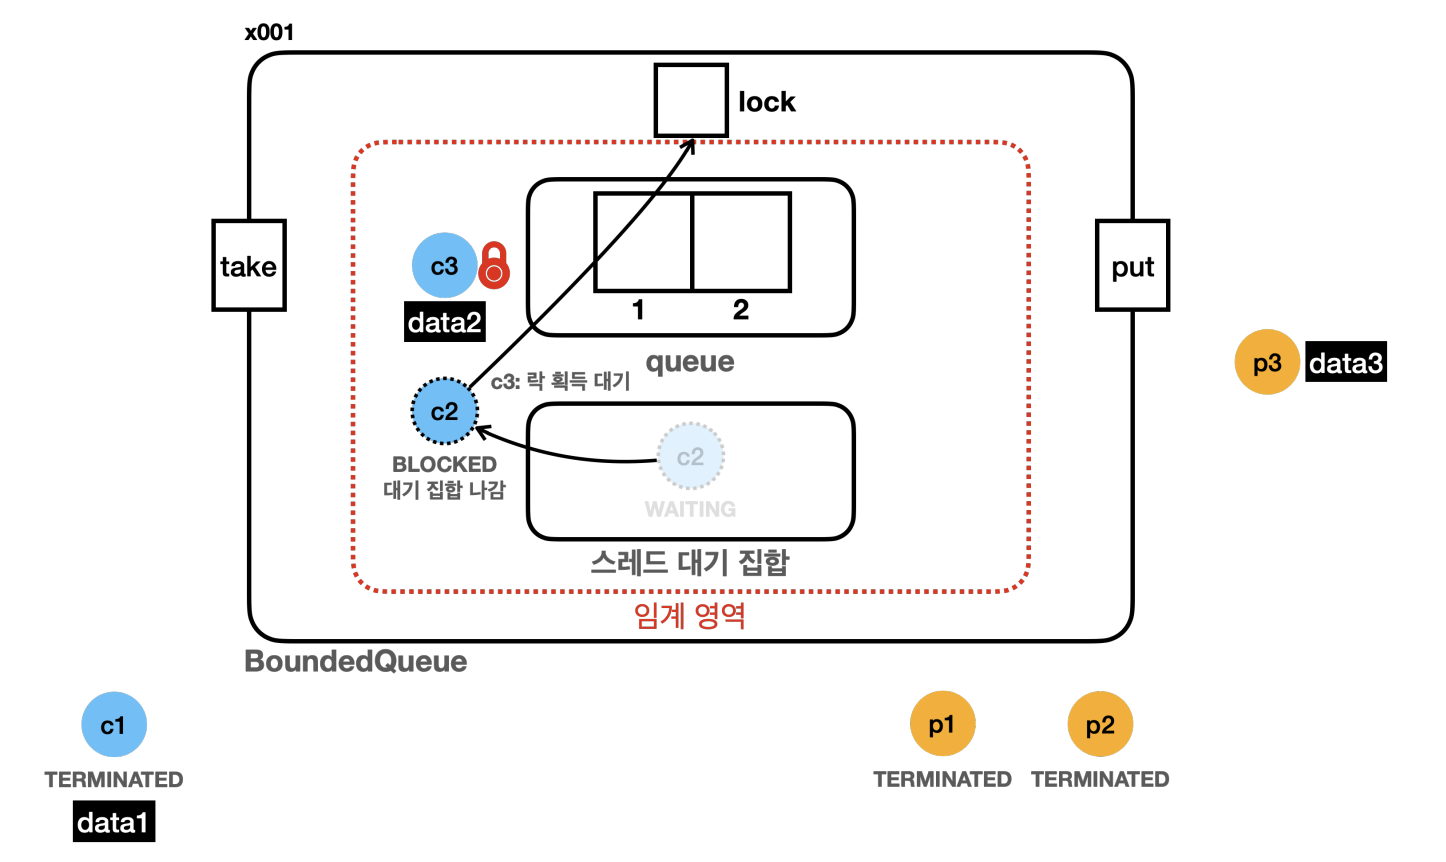 x001
lock
take
c3
data2
1
2
put
queue
p3
data3
c3: 락 획득 대기
c2
c2
BLOCKED
대기 집합 나감
WAITING
스레드 대기 집합
임계 영역
BoundedQueue
c1
TERMINATED
data1
p1
TERMINATED
p2
TERMINATED